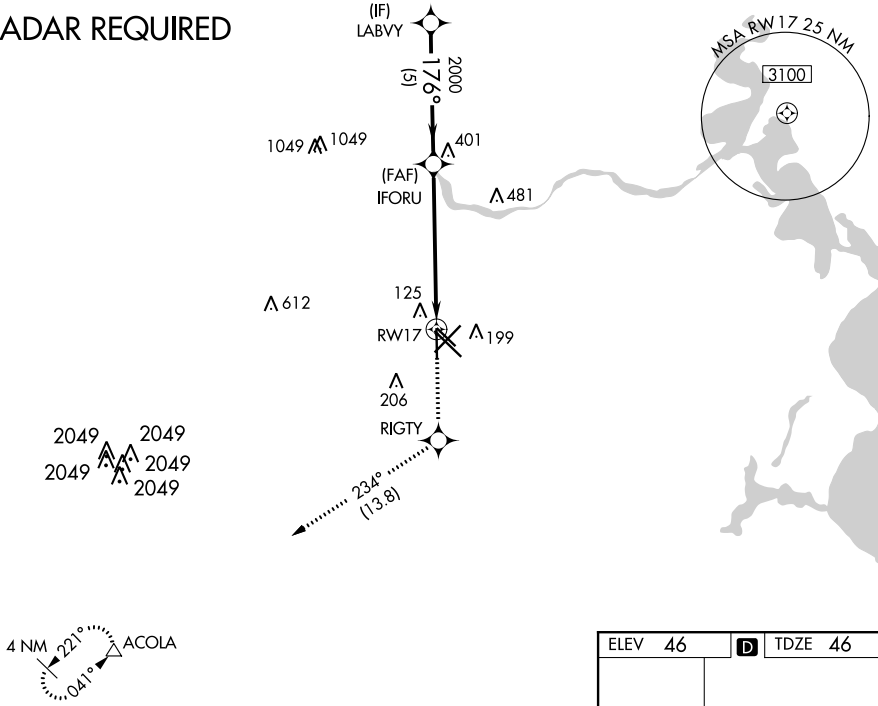 ADAR REQUIRED
(IF)
LABVY
2000
176°
(5)
MSA RW17 25 NM
3100
1049
1049
401
(FAF)
IFORU
481
612
125
RW17
199
206
RIGTY
2049
2049
2049
2049
2049
234°
(13.8)
4 NM
221°
041°
ACOLA
ELEV 46
D
TDZE 46